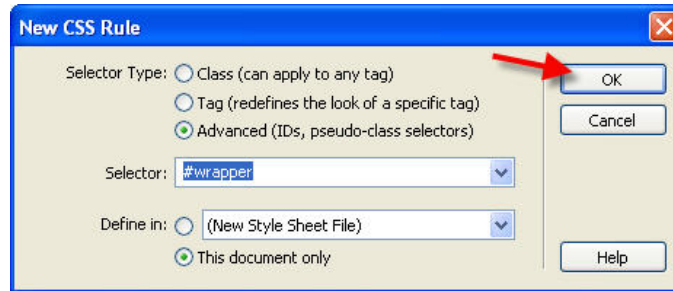 New CSS Rule
Selector Type: Class (can apply to any tag)
Tag (redefines the look of a specific tag)
Advanced (IDs, pseudo-class selectors)
Selector: #wrapper
Define in: (New Style Sheet File)
This document only
OK
Cancel
Help